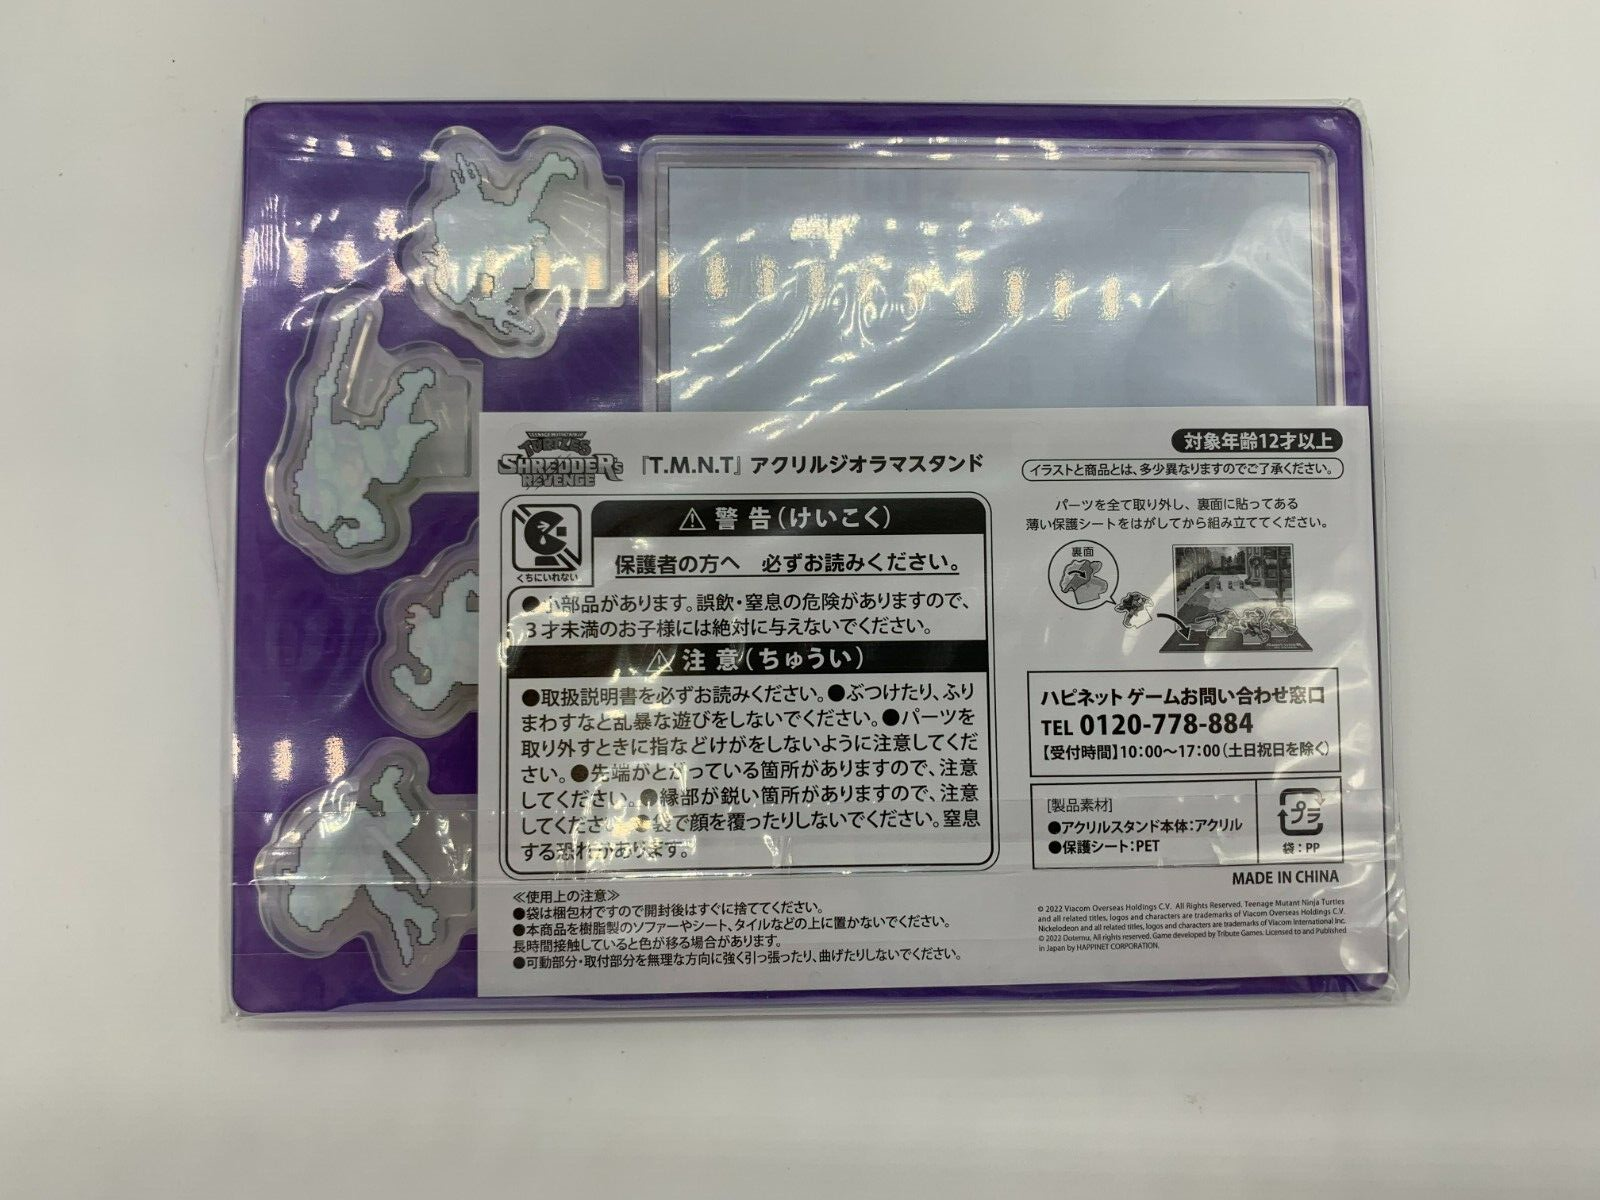 TEENAGE MUTANT NINJA
TURTLES
SHREDDER'S
REVENGE
『T.M.N.T』アクリルジオラマスタンド
くちにいれない
⚠ 警告(けいこく)
保護者の方へ 必ずお読みください。
●小部品があります。誤飲・窒息の危険がありますので、
3才未満のお子様には絶対に与えないでください。
⚠ 注意(ちゅうい)
●取扱説明書を必ずお読みください。●ぶつけたり、ふり
まわすなど乱暴な遊びをしないでください。●パーツを
取り外すときに指などけがをしないように注意してくだ
さい。●先端がとがっている箇所がありますので、注意
してください。●縁部が鋭い箇所がありますので、注意
してください。●袋で顔を覆ったりしないでください。窒息
する恐れがあります。
≪使用上の注意≫
●袋は梱包材ですので開封後はすぐに捨ててください。
●本商品を樹脂製のソファーやシート、タイルなどの上に置かないでください。
長時間接触していると色が移る場合があります。
●可動部分・取付部分を無理な方向に強く引っ張ったり、曲げたりしないでください。
対象年齢12才以上
イラストと商品とは、多少異なりますのでご了承ください。
パーツを全て取り外し、裏面に貼ってある
薄い保護シートをはがしてから組み立ててください。
裏面
ハピネット ゲームお問い合わせ窓口
TEL 0120-778-884
【受付時間】10:00～17:00(土日祝日を除く)
[製品素材]
●アクリルスタンド本体:アクリル
●保護シート:PET
プラ
袋:PP
MADE IN CHINA
© 2022 Viacom Overseas Holdings C.V. All Rights Reserved. Teenage Mutant Ninja Turtles
and all related titles, logos and characters are trademarks of Viacom Overseas Holdings C.V.
Nickelodeon and all related titles, logos and characters are trademarks of Viacom International Inc.
© 2022 Dotemu, All rights reserved. Game developed by Tribute Games. Licensed to and Published
in Japan by HAPPINET CORPORATION.